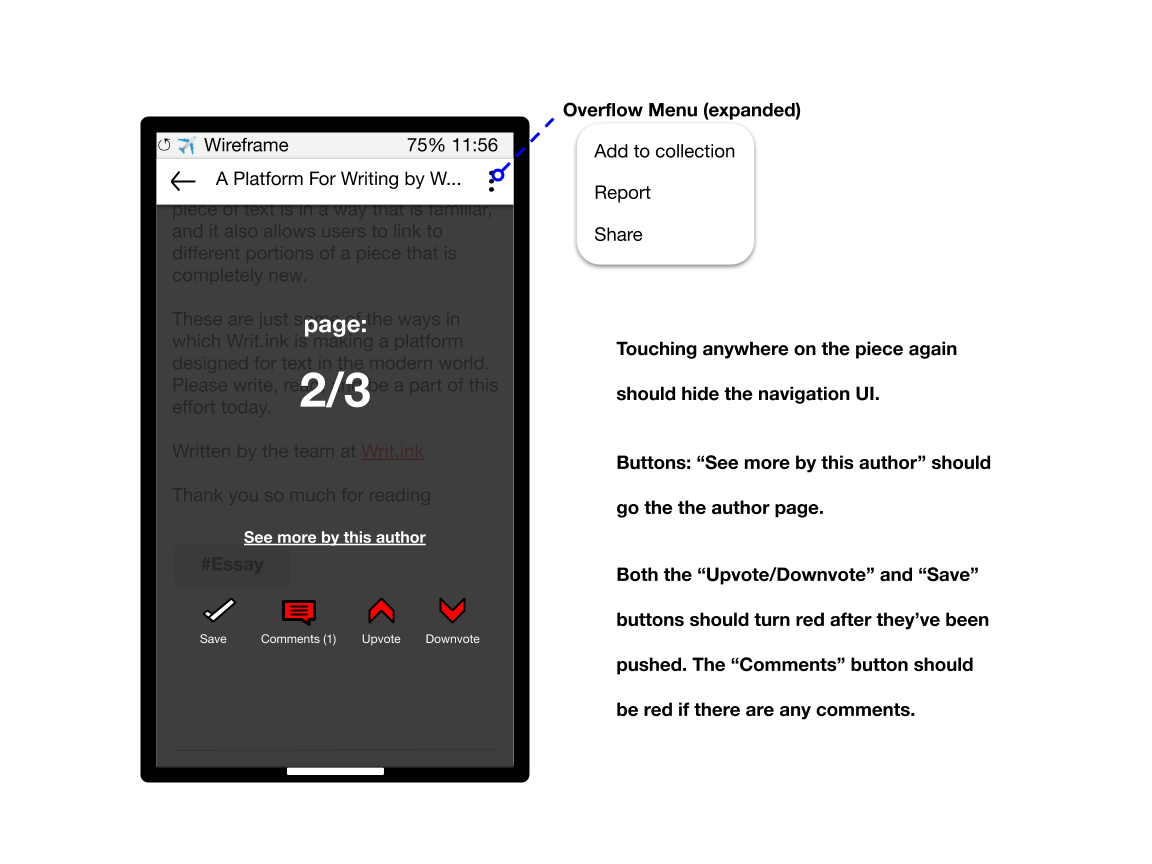 Overflow Menu (expanded)
Wireframe 75% 11:56
A Platform For Writing by W...
Add to collection
Report
Share
piece of text is in a way that is familiar,
and it also allows users to link to
different portions of a piece that is
completely new.
page:
These are just some of the ways in
which Writ.ink is making a platform
designed for text in the modern world.
2/3
Please write, be a part of this
effort today.
Written by the team at Writ.ink
Thank you so much for reading
See more by this author
#Essay
Save
Comments (1)
Upvote
Downvote
Touching anywhere on the piece again
should hide the navigation UI.
Buttons: “See more by this author” should
go the the author page.
Both the “Upvote/Downvote” and “Save”
buttons should turn red after they’ve been
pushed. The “Comments” button should
be red if there are any comments.